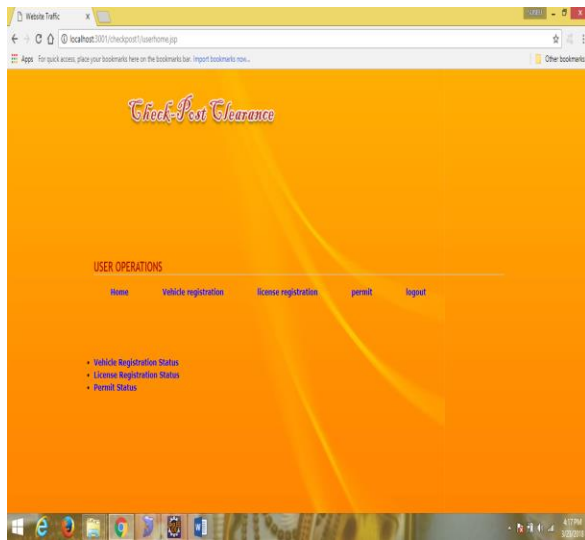 Website Traffic
localhost:3001/checkpost1/userhome.jsp
Apps For quick access, place your bookmarks here on the bookmarks bar. Import bookmarks now... Other bookmarks
Check-Post Clearance
USER OPERATIONS
Home Vehicle registration license registration permit logout
• Vehicle Registration Status
• License Registration Status
• Permit Status
4:17 PM